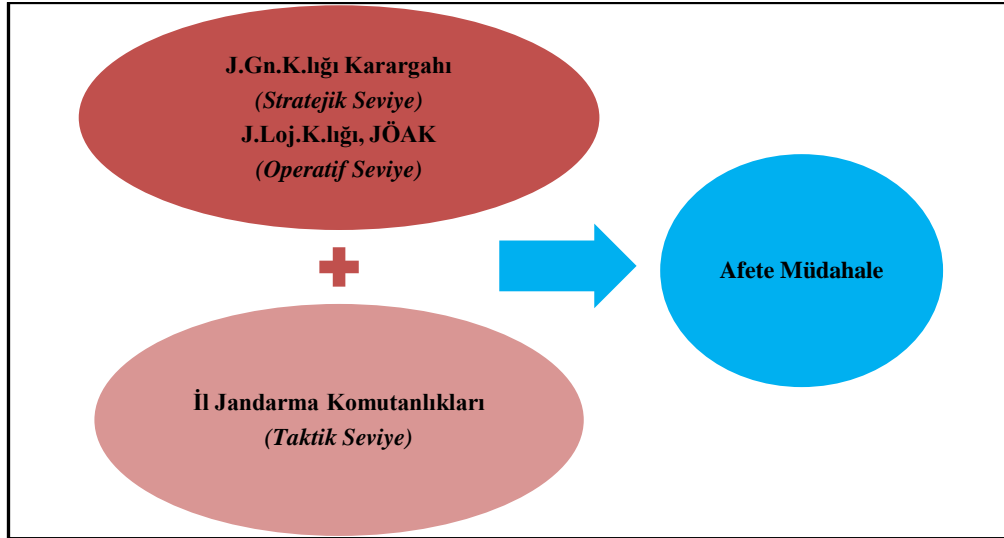 J.Gn.K.lığı Karargahı
(Stratejik Seviye)
J.Loj.K.lığı, JÖAK
(Operatif Seviye)
İl Jandarma Komutanlıkları
(Taktik Seviye)
Afete Müdahale